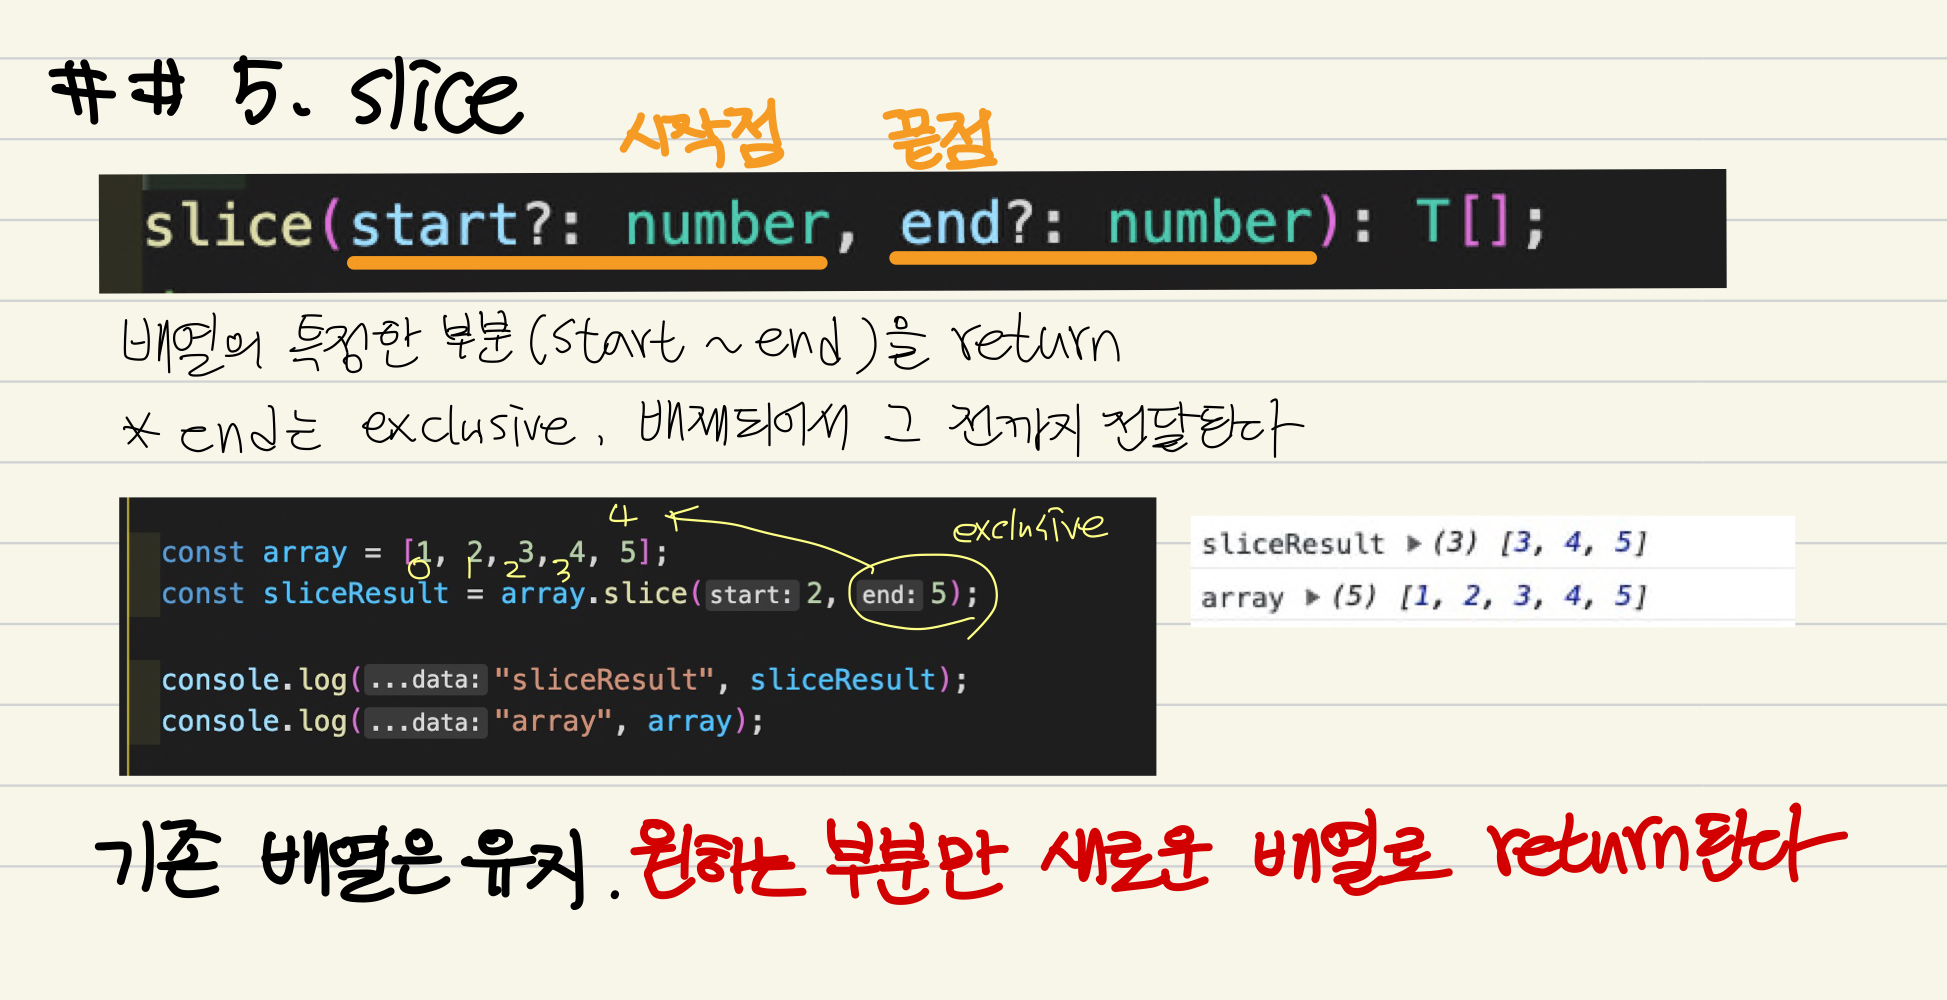 ## 5. slice
시작점 끝점
slice(start?: number, end?: number): T[];
배열의 특정한 부분(start ~ end)을 return
* end는 exclusive, 배제되어서 그 전까지 전달된다
4 exclusive
const array = [1, 2, 3, 4, 5];
0 1 2 3
const sliceResult = array.slice(start: 2, end: 5);
console.log(...data: "sliceResult", sliceResult);
console.log(...data: "array", array);
sliceResult ▶ (3) [3, 4, 5]
array ▶ (5) [1, 2, 3, 4, 5]
기존 배열은 유지. 원하는 부분만 새로운 배열로 return된다